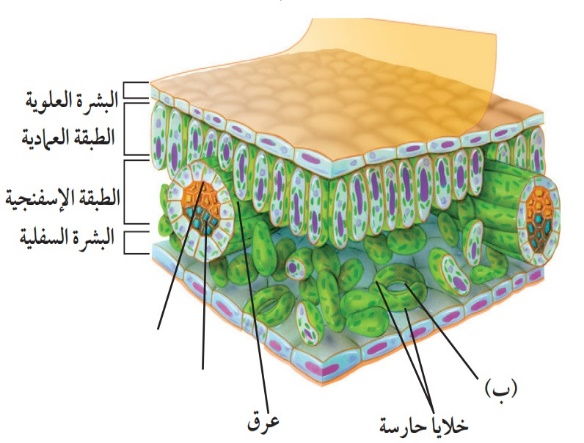 البشرة العلوية
الطبقة العمادية
الطبقة الإسفنجية
البشرة السفلية
(ب)
خلايا حارسة
عرق